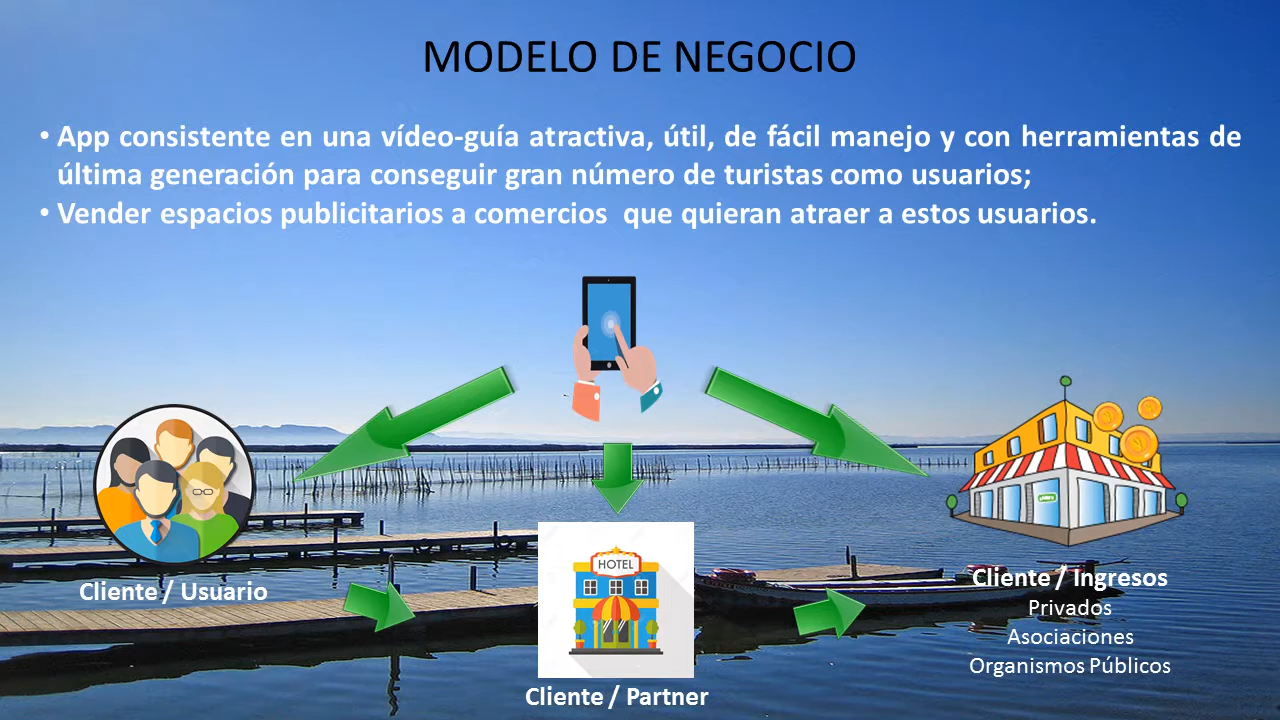 MODELO DE NEGOCIO
• App consistente en una vídeo-guía atractiva, útil, de fácil manejo y con herramientas de
última generación para conseguir gran número de turistas como usuarios;
• Vender espacios publicitarios a comercios  que quieran atraer a estos usuarios.
HOTEL
Cliente / Usuario
Cliente / Partner
Cliente / Ingresos
Privados
Asociaciones
Organismos Públicos